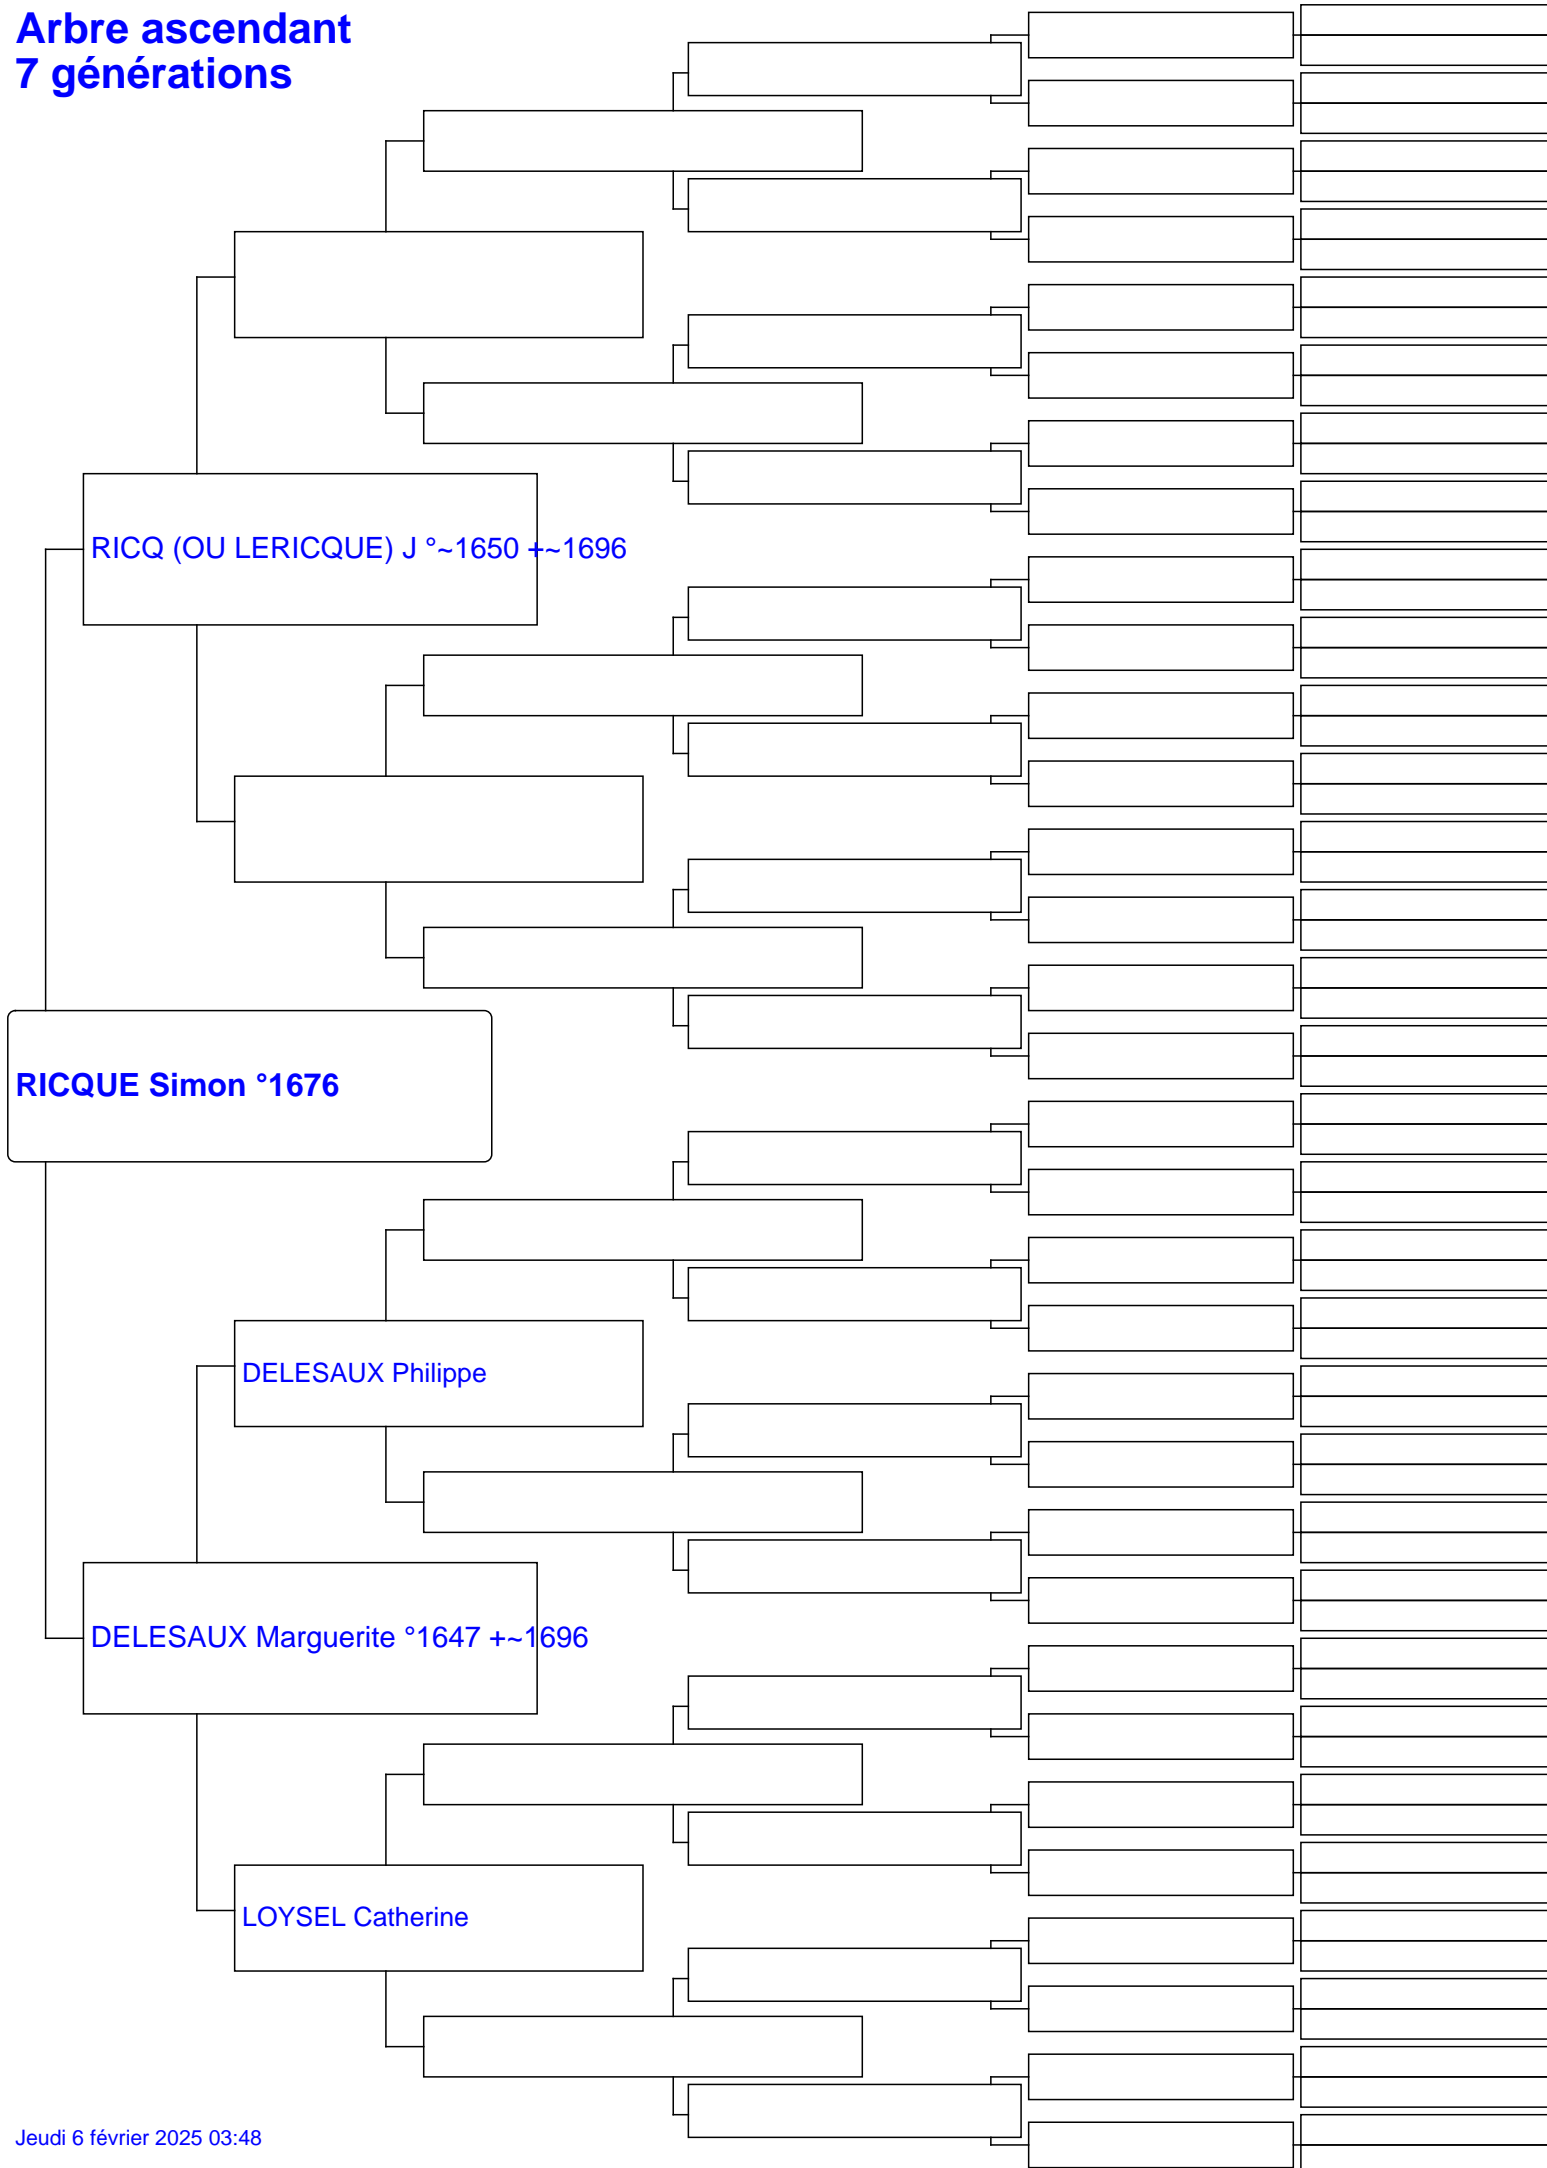 Arbre ascendant
7 générations
RICQ (OU LERICQUE) J °~1650 +~1696
RICQUE Simon °1676
DELESAUX Philippe
DELESAUX Marguerite °1647 +~1696
LOYSEL Catherine
Jeudi 6 février 2025 03:48